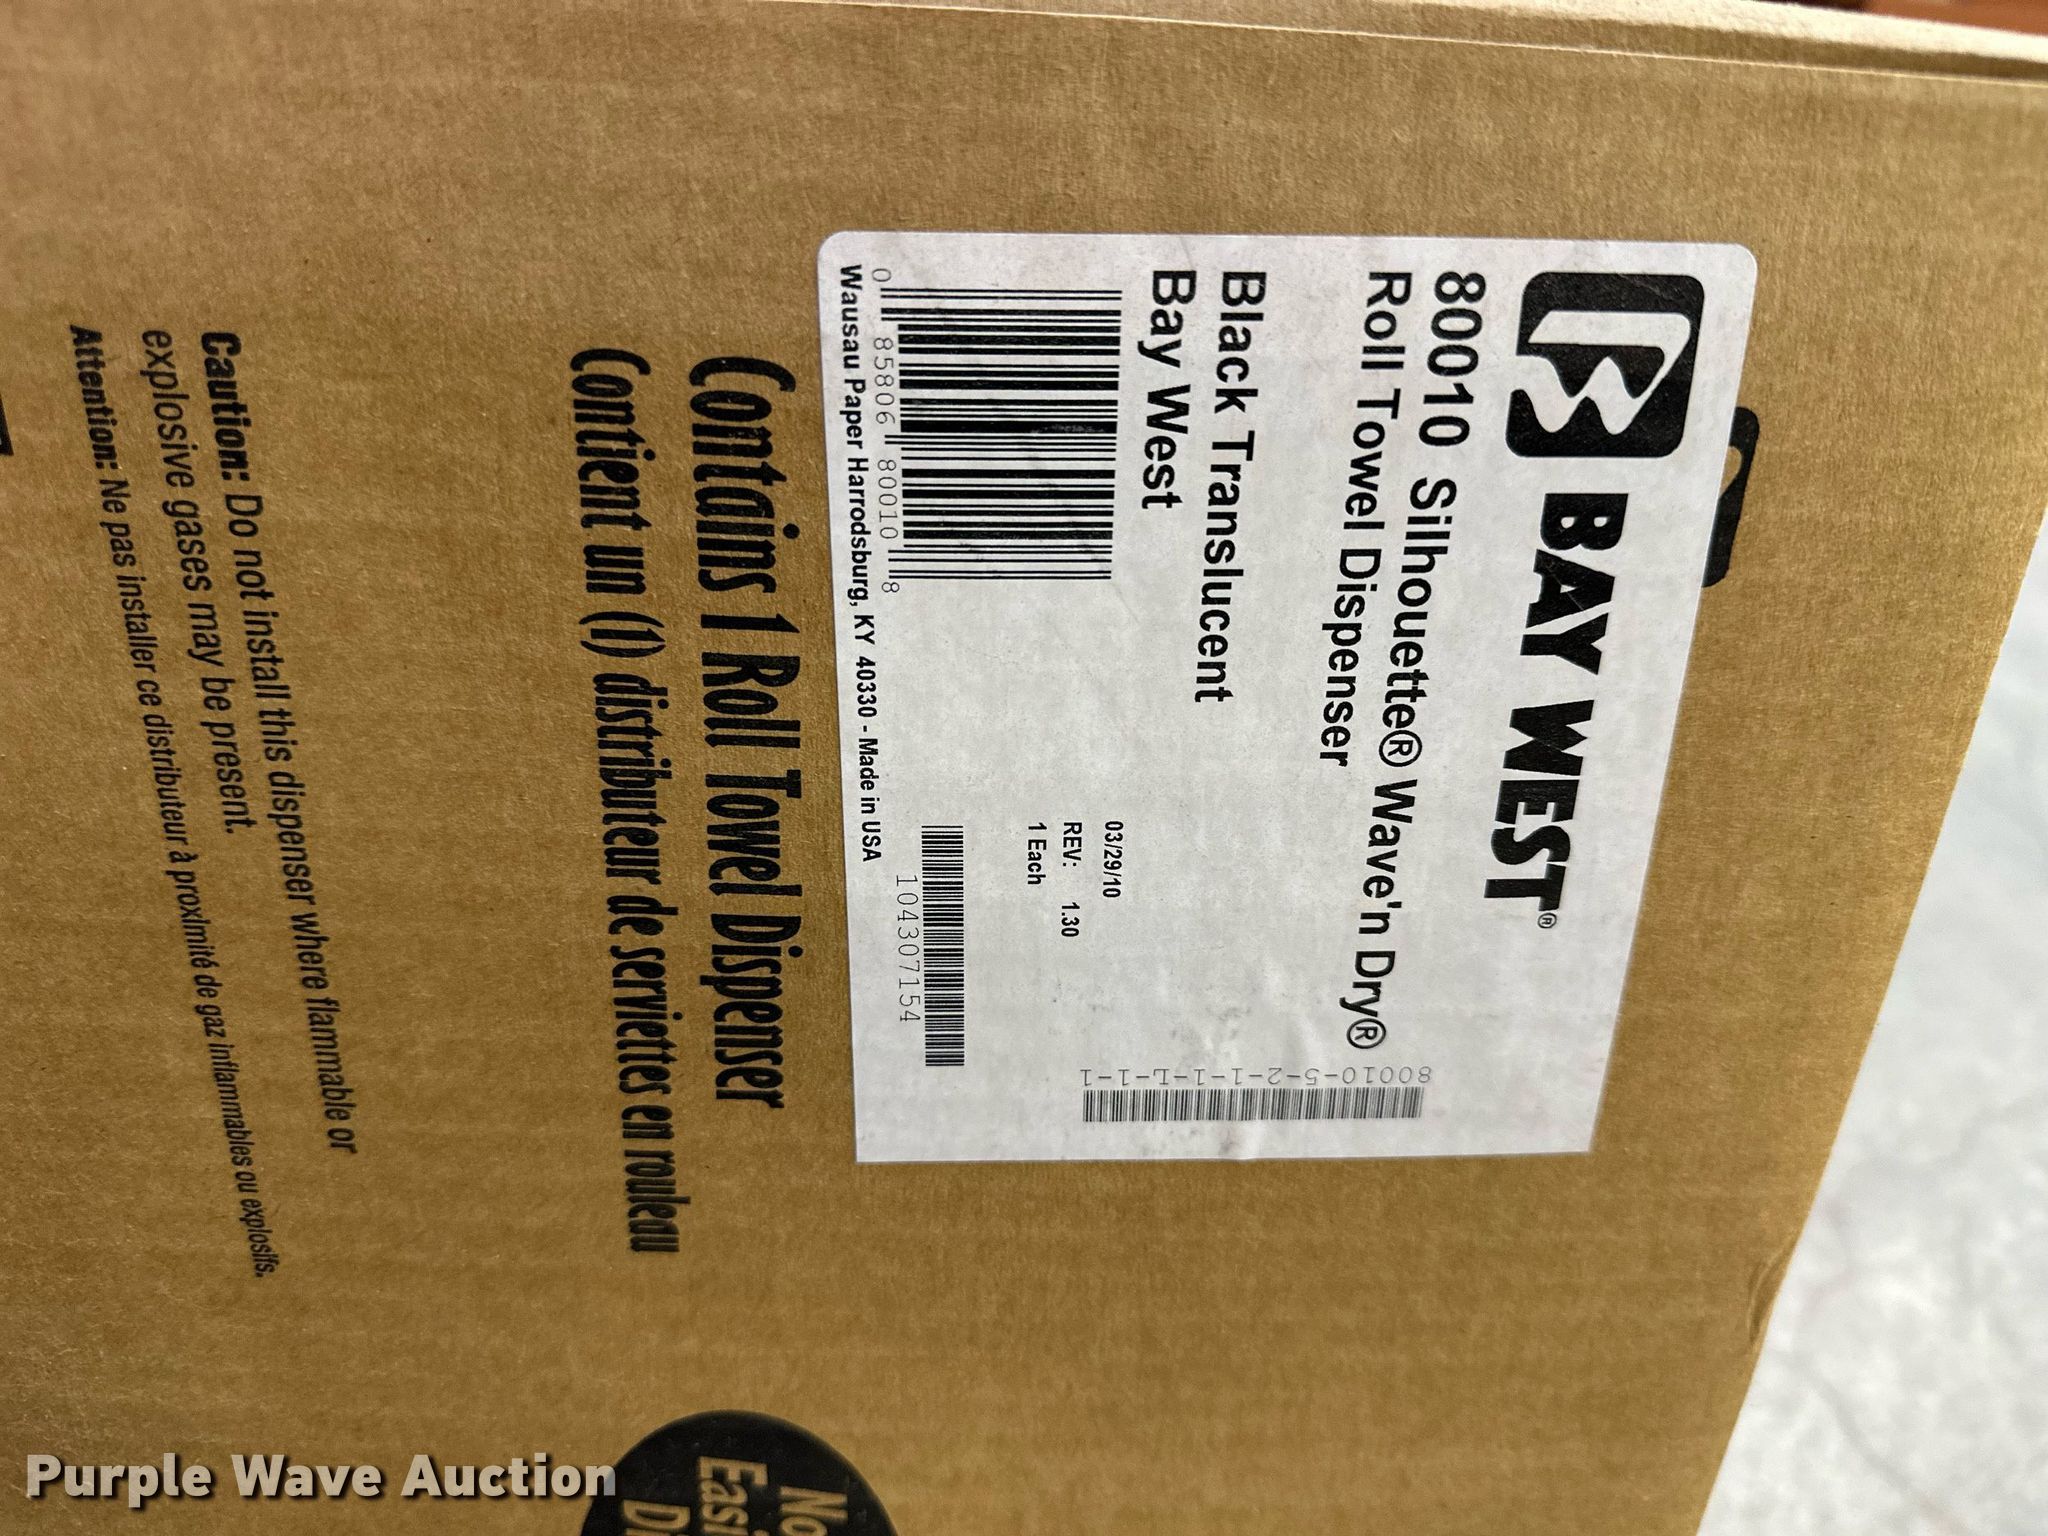 BAY WEST®
80010 Silhouette® Wave'n Dry®
Roll Towel Dispenser
Black Translucent
Bay West
03/29/10
REV: 1.30
1 Each
80010-5-2-1-1-1-L-1-1
0 85806 80010 8
104307154
Wausau Paper Harrodsburg, KY 40330 - Made in USA
Contains 1 Roll Towel Dispenser
Contient un (1) distributeur de serviettes en rouleau
Caution: Do not install this dispenser where flammable or
explosive gases may be present.
Attention: Ne pas installer ce distributeur à proximité de gaz inflammables ou explosifs.
Purple Wave Auction